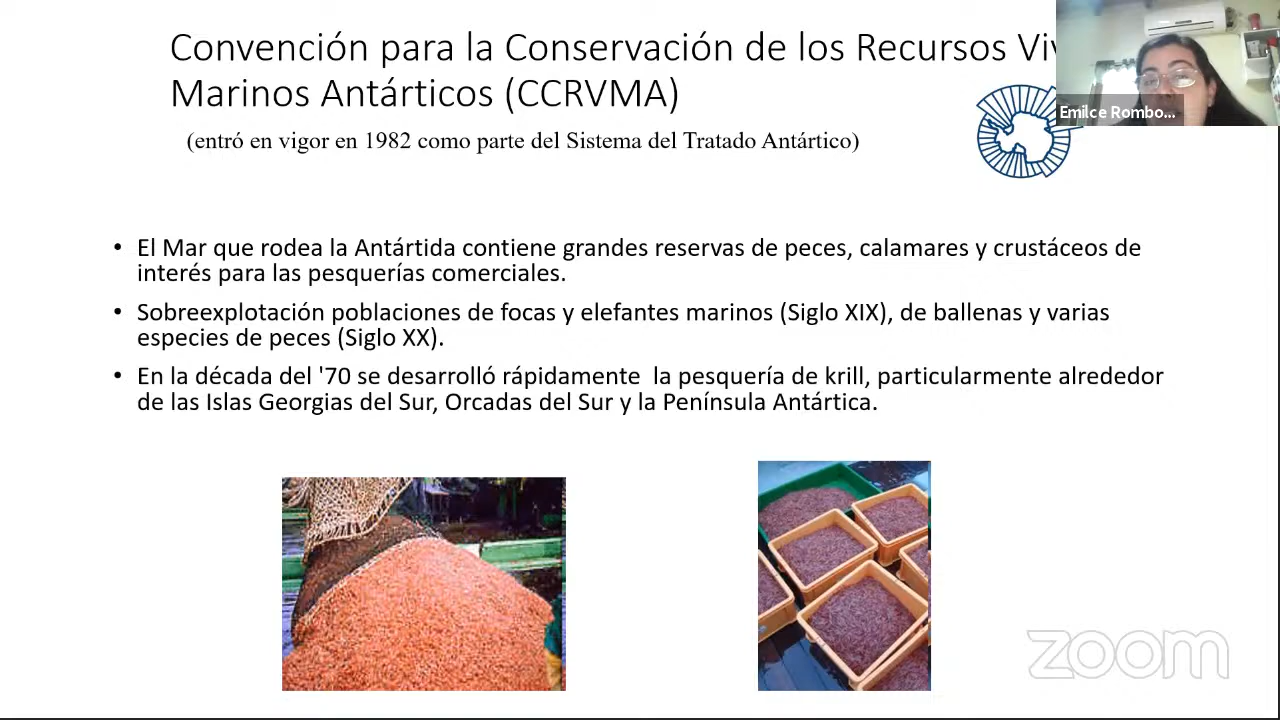 Convención para la Conservación de los Recursos
Marinos Antárticos (CCRVMA)
(entró en vigor en 1982 como parte del Sistema del Tratado Antártico)
Emilce Rombo...
• El Mar que rodea la Antártida contiene grandes reservas de peces, calamares y crustáceos de
interés para las pesquerías comerciales.
• Sobreexplotación poblaciones de focas y elefantes marinos (Siglo XIX), de ballenas y varias
especies de peces (Siglo XX).
• En la década del '70 se desarrolló rápidamente la pesquería de krill, particularmente alrededor
de las Islas Georgias del Sur, Orcadas del Sur y la Península Antártica.
zoom